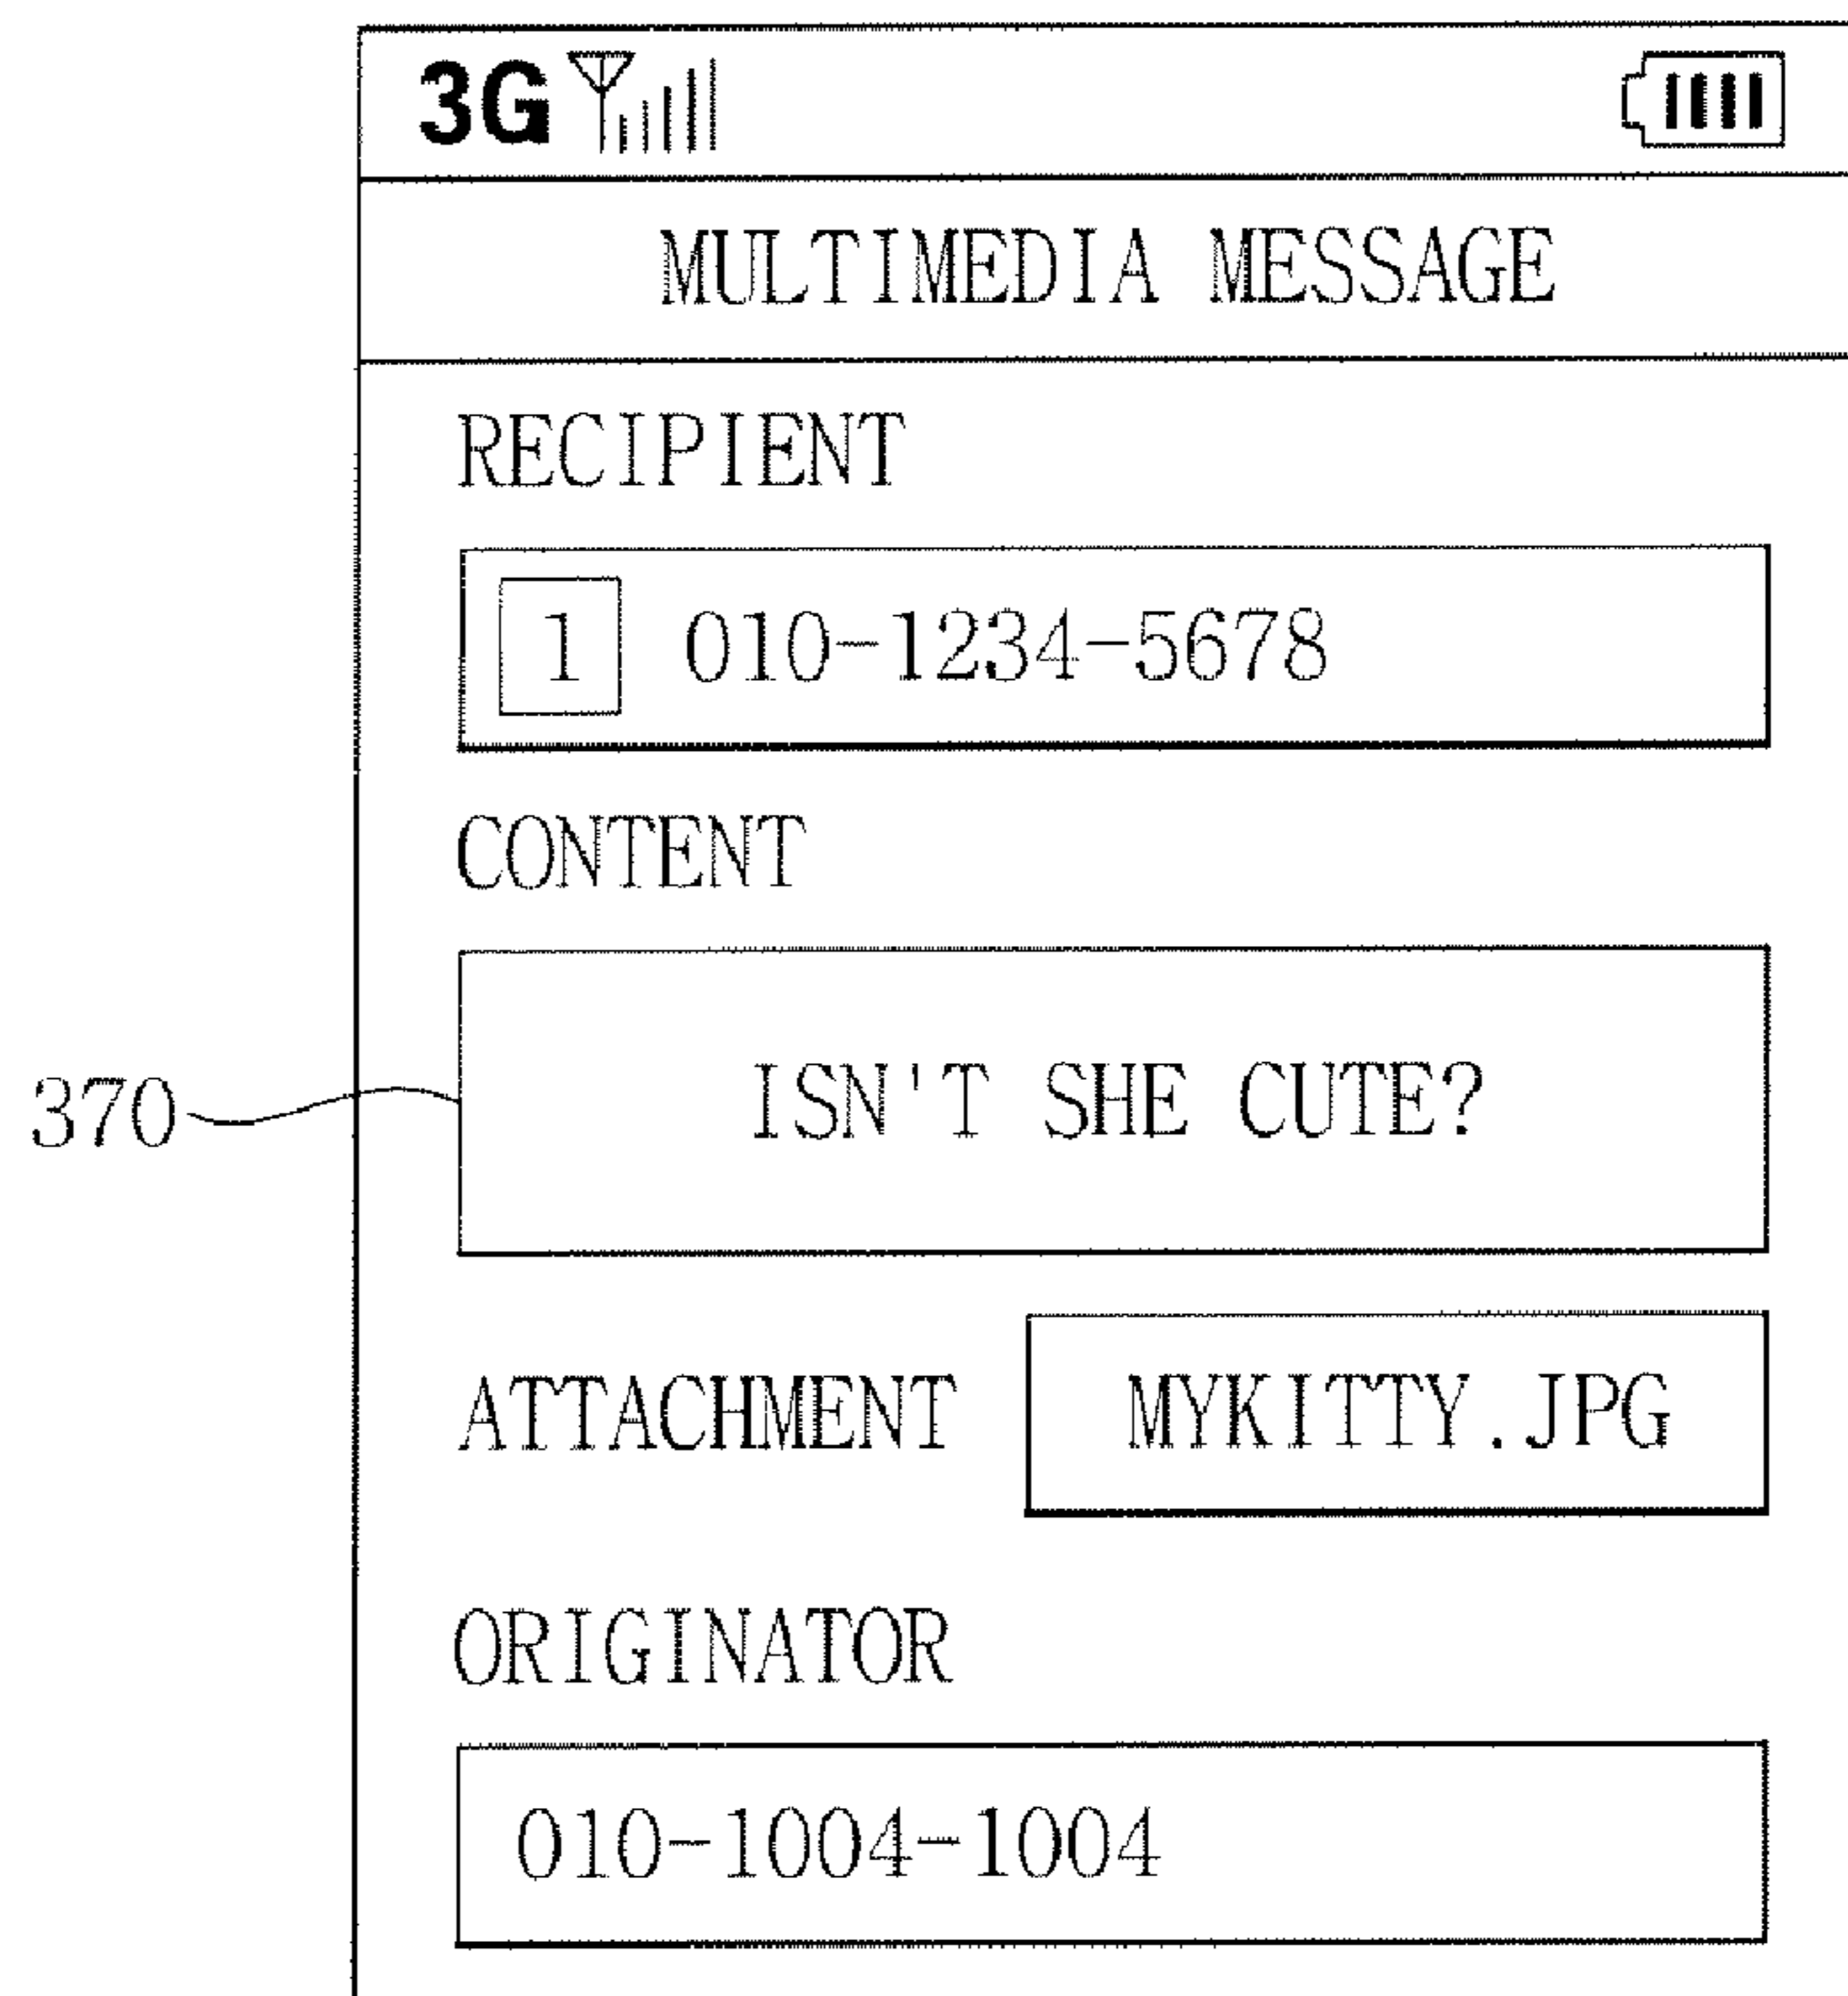 3G
MULTIMEDIA MESSAGE
RECIPIENT
1 010-1234-5678
CONTENT
370
ISN'T SHE CUTE?
ATTACHMENT MYKITTY.JPG
ORIGINATOR
010-1004-1004